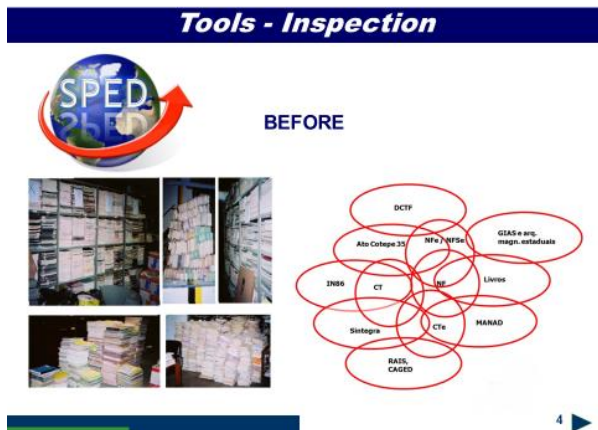 Tools - Inspection
SPED
BEFORE
DCTF
Ato Cotepe 35
NFe / NFSe
GIAS e arq.
magn. estaduais
IN86
CT
NF
Livros
Sintegra
CTe
MANAD
RAIS,
CAGED
4